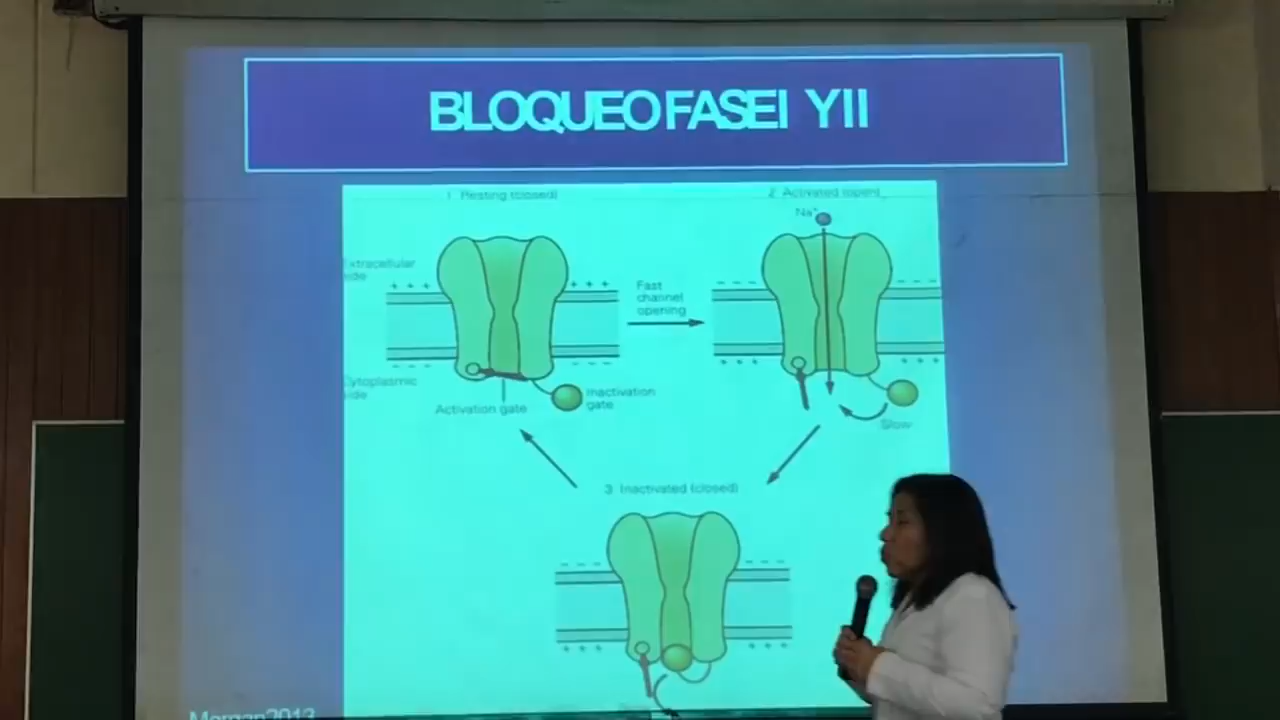 BLOQUEO FASE I Y II
1 Resting (closed)
2 Activated (open)
Na+
Extracellular
side
+ + + +
+ + +
- - - -
- - - -
Fast
channel
opening
- - - -
- - -
+ + + +
+ + +
Cytoplasmic
side
Inactivation
gate
Activation gate
Slow
3 Inactivated (closed)
- - - -
- - - -
+ + +
+ + + +
Morgan2013